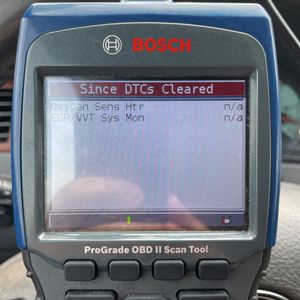 BOSCH
Since DTCs Cleared
Oxygen Sens Htr n/a
EGR/VVT Sys Mon n/a
ProGrade OBD II Scan Tool